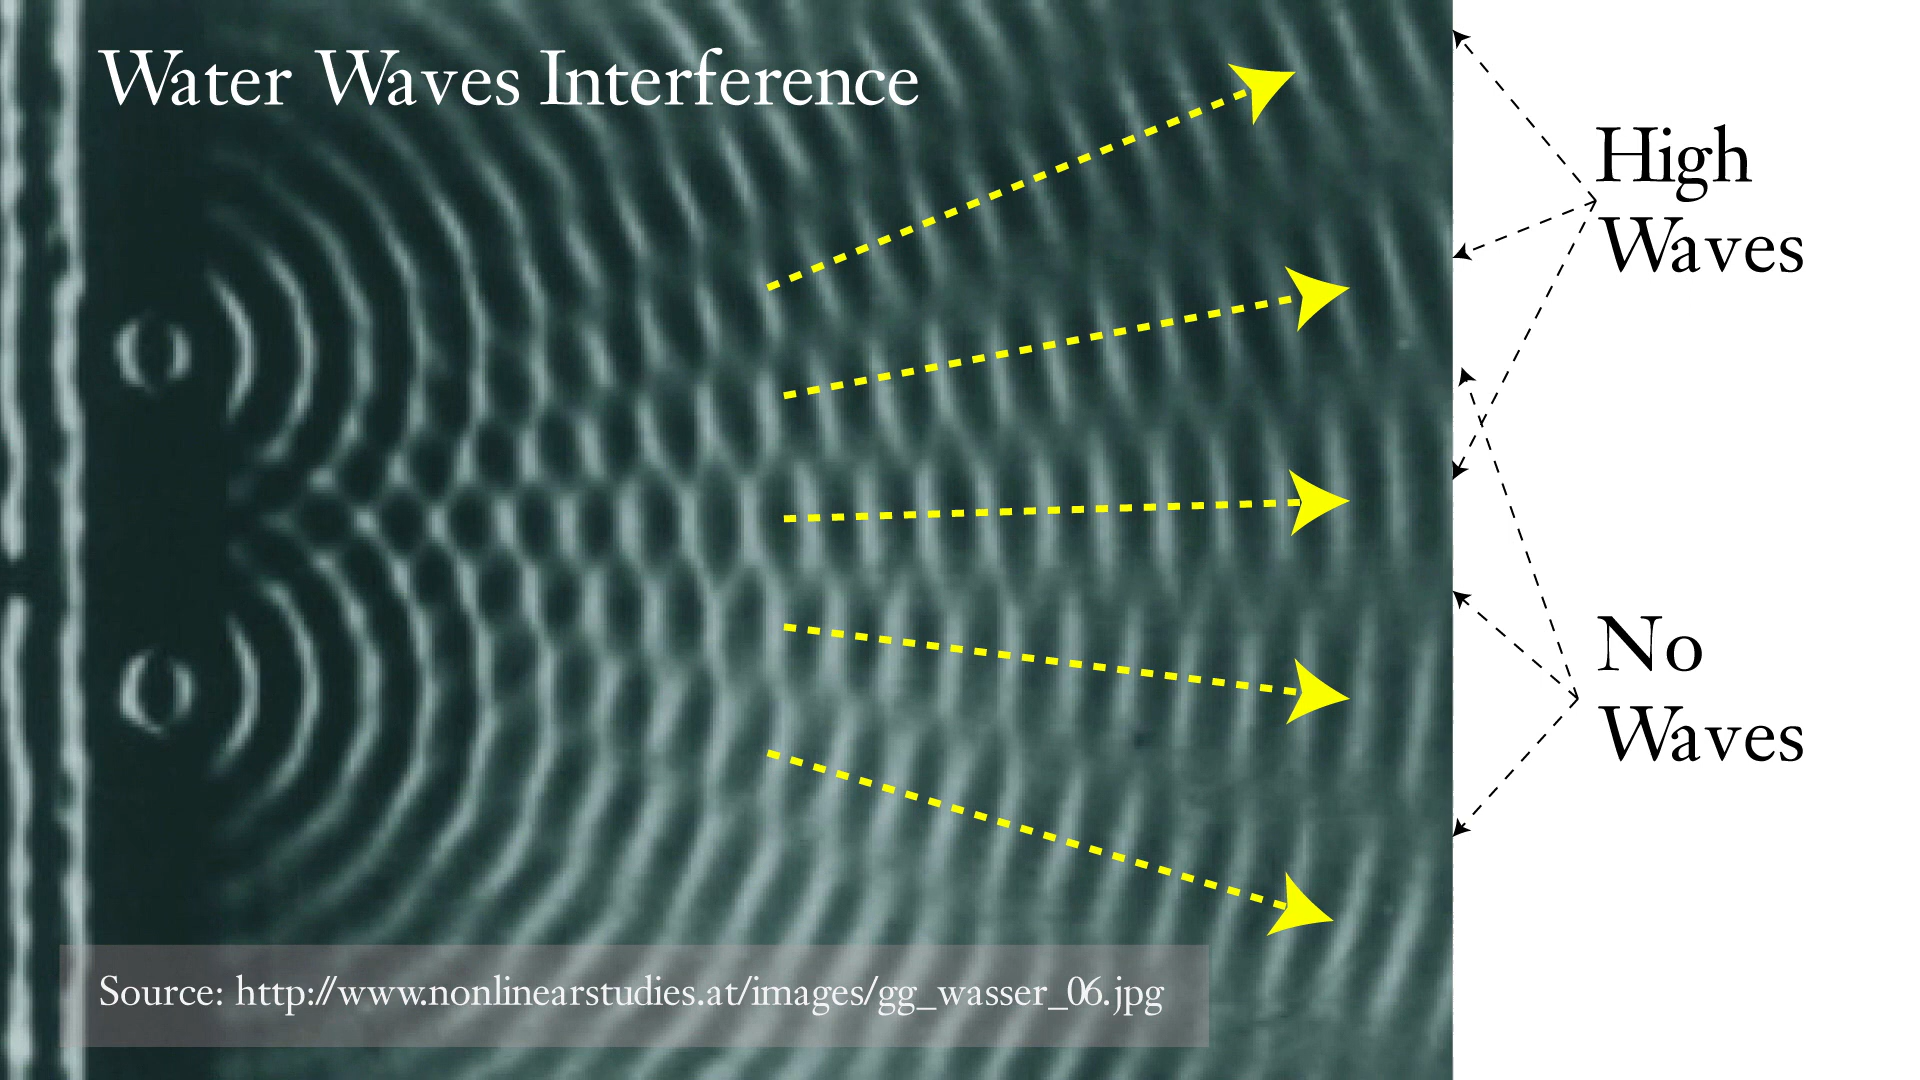 Water Waves Interference
High
Waves
No
Waves
Source: http://www.nonlinearstudies.at/images/gg_wasser_06.jpg